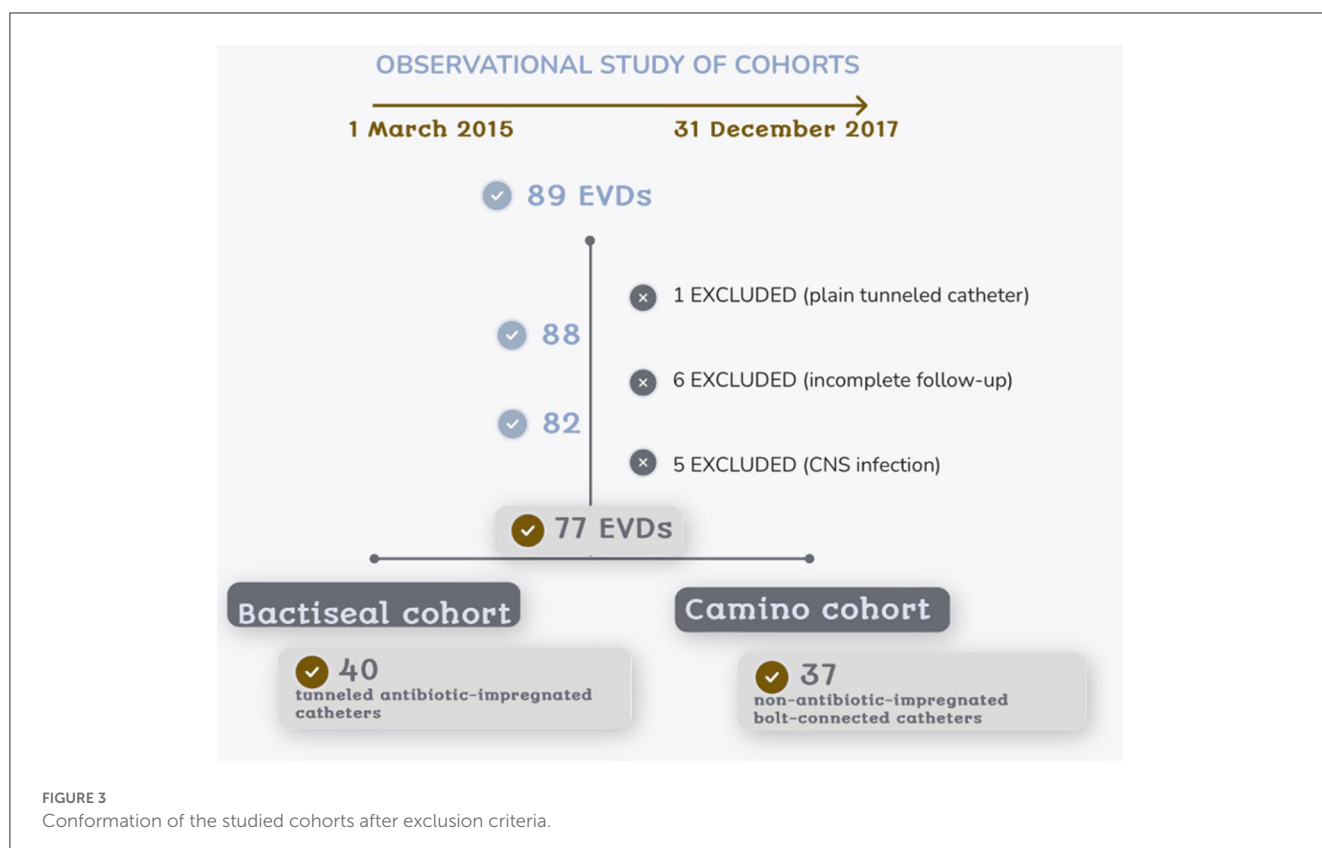 OBSERVATIONAL STUDY OF COHORTS
1 March 2015
31 December 2017
89 EVDs
1 EXCLUDED (plain tunneled catheter)
88
6 EXCLUDED (incomplete follow-up)
82
5 EXCLUDED (CNS infection)
77 EVDs
Bactiseal cohort
Camino cohort
40
tunneled antibiotic-impregnated
catheters
37
non-antibiotic-impregnated
bolt-connected catheters
FIGURE 3
Conformation of the studied cohorts after exclusion criteria.